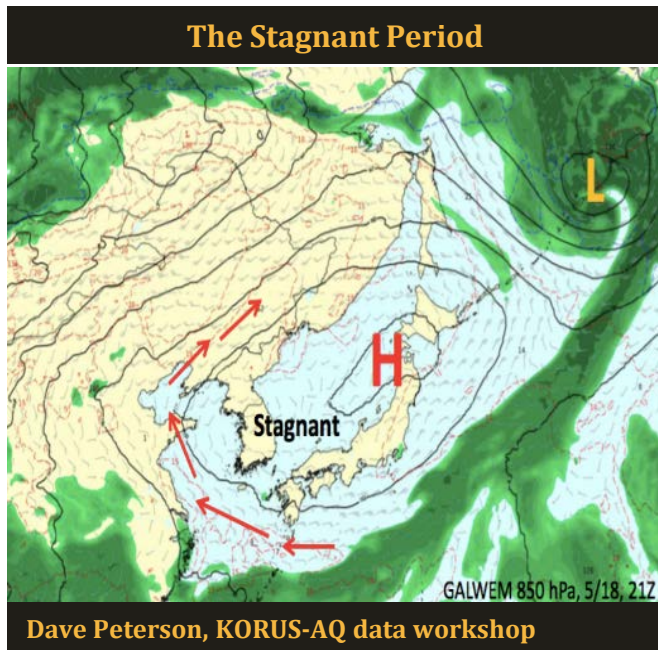 The Stagnant Period
L
H
Stagnant
GALWEM 850 hPa, 5/18, 21Z
Dave Peterson, KORUS-AQ data workshop